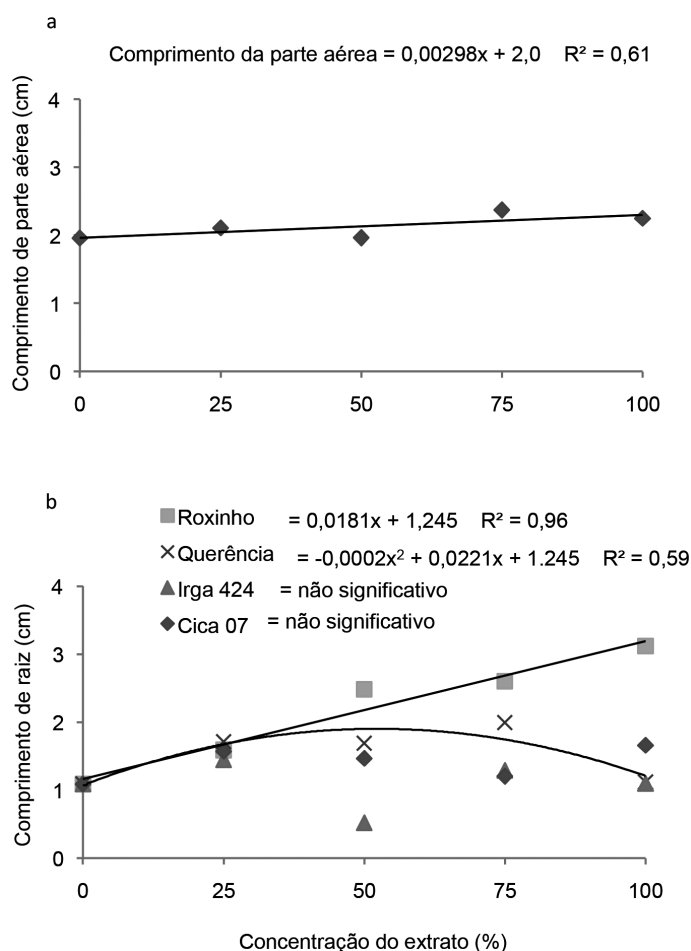 a
Comprimento da parte aérea = 0,00298x + 2,0 R² = 0,61
Comprimento de parte aérea (cm)
4
3
2
1
0
0 25 50 75 100
b
Roxinho = 0,0181x + 1,245 R² = 0,96
Querência = -0,0002x² + 0,0221x + 1.245 R² = 0,59
Irga 424 = não significativo
Cica 07 = não significativo
Comprimento de raiz (cm)
4
3
2
1
0
0 25 50 75 100
Concentração do extrato (%)